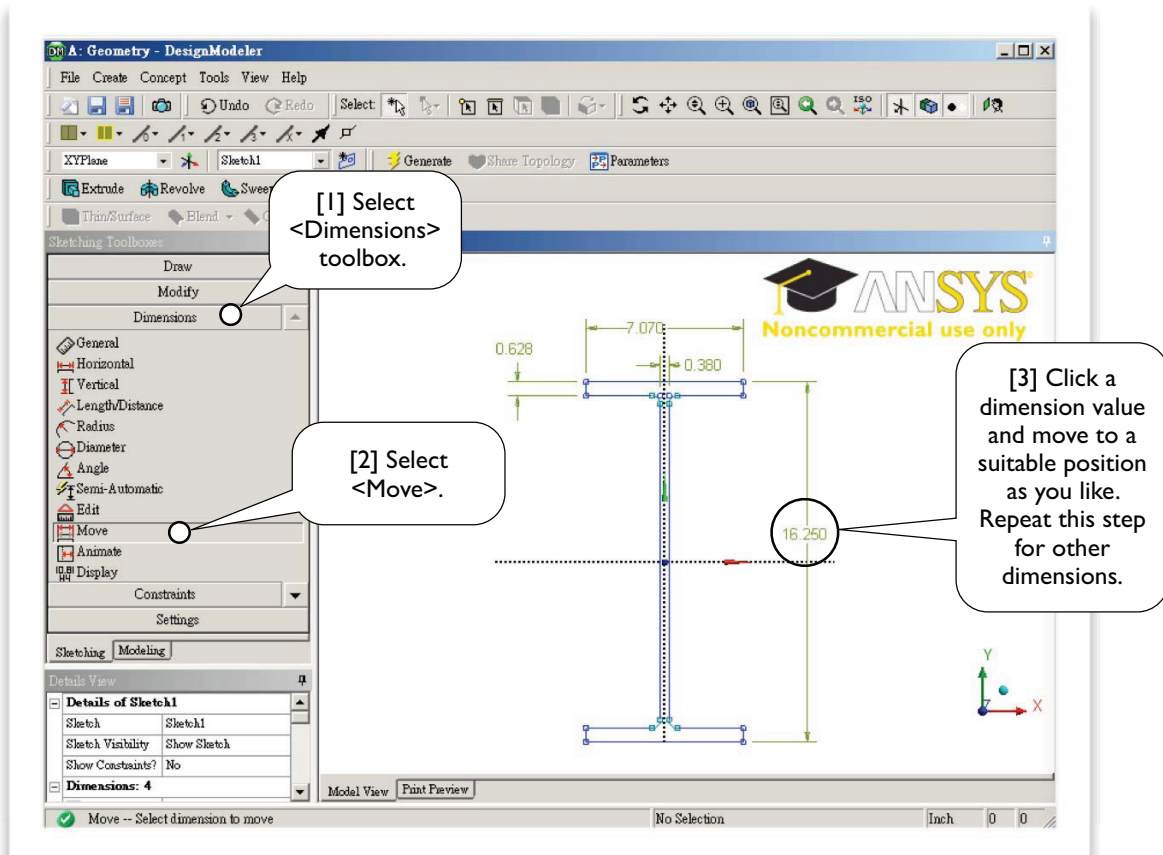 A: Geometry - DesignModeler
File Create Concept Tools View Help
Undo Redo Select:
XYPlane Sketch1 Generate Share Topology Parameters
Extrude Revolve
Thin/Surface Blend
[1] Select
<Dimensions>
toolbox.
Sketching Toolboxes
Draw
Modify
Dimensions
General
Horizontal
Vertical
Length/Distance
Radius
Diameter
Angle
Semi-Automatic
Edit
Move
Animate
Display
Constraints
Settings
Sketching Modeling
[2] Select
<Move>.
ANSYS
Noncommercial use only
7.070
0.628
0.380
16.250
[3] Click a
dimension value
and move to a
suitable position
as you like.
Repeat this step
for other
dimensions.
Y
Z
X
Details View
Details of Sketch1
Sketch Sketch1
Sketch Visibility Show Sketch
Show Constraints? No
Dimensions: 4
Model View Print Preview
Move -- Select dimension to move No Selection Inch 0 0